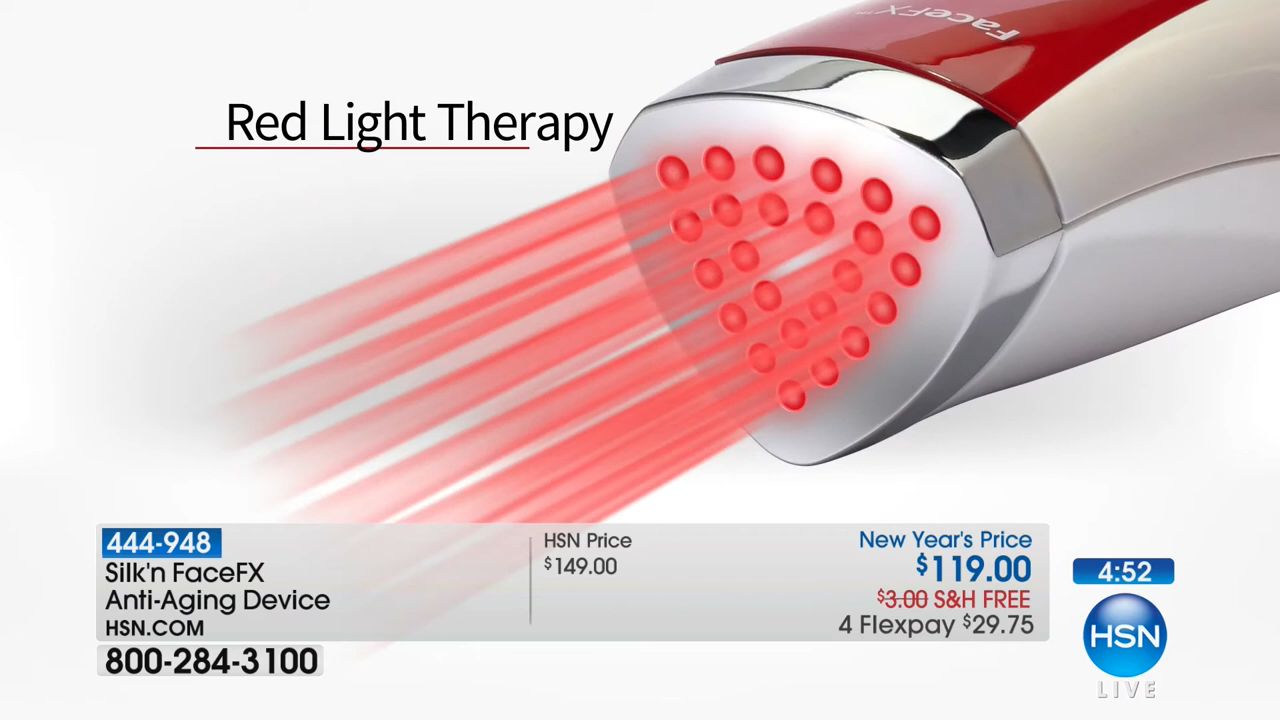 FaceFX™
Red Light Therapy
444-948
Silk'n FaceFX
Anti-Aging Device
HSN.COM
800-284-3100
HSN Price
$149.00
New Year's Price
$119.00
$3.00 S&H FREE
4 Flexpay $29.75
4:52
HSN
LIVE